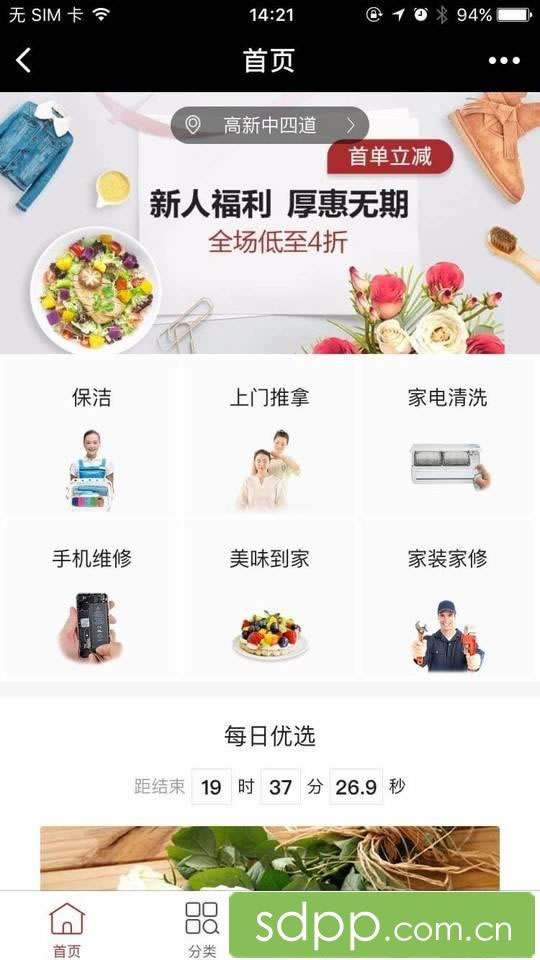 无 SIM 卡 14:21 94%
首页
高新中四道
首单立减
新人福利 厚惠无期
全场低至4折
保洁 上门推拿 家电清洗
手机维修 美味到家 家装家修
每日优选
距结束 19 时 37 分 26.9 秒
首页 分类
sdpp.com.cn